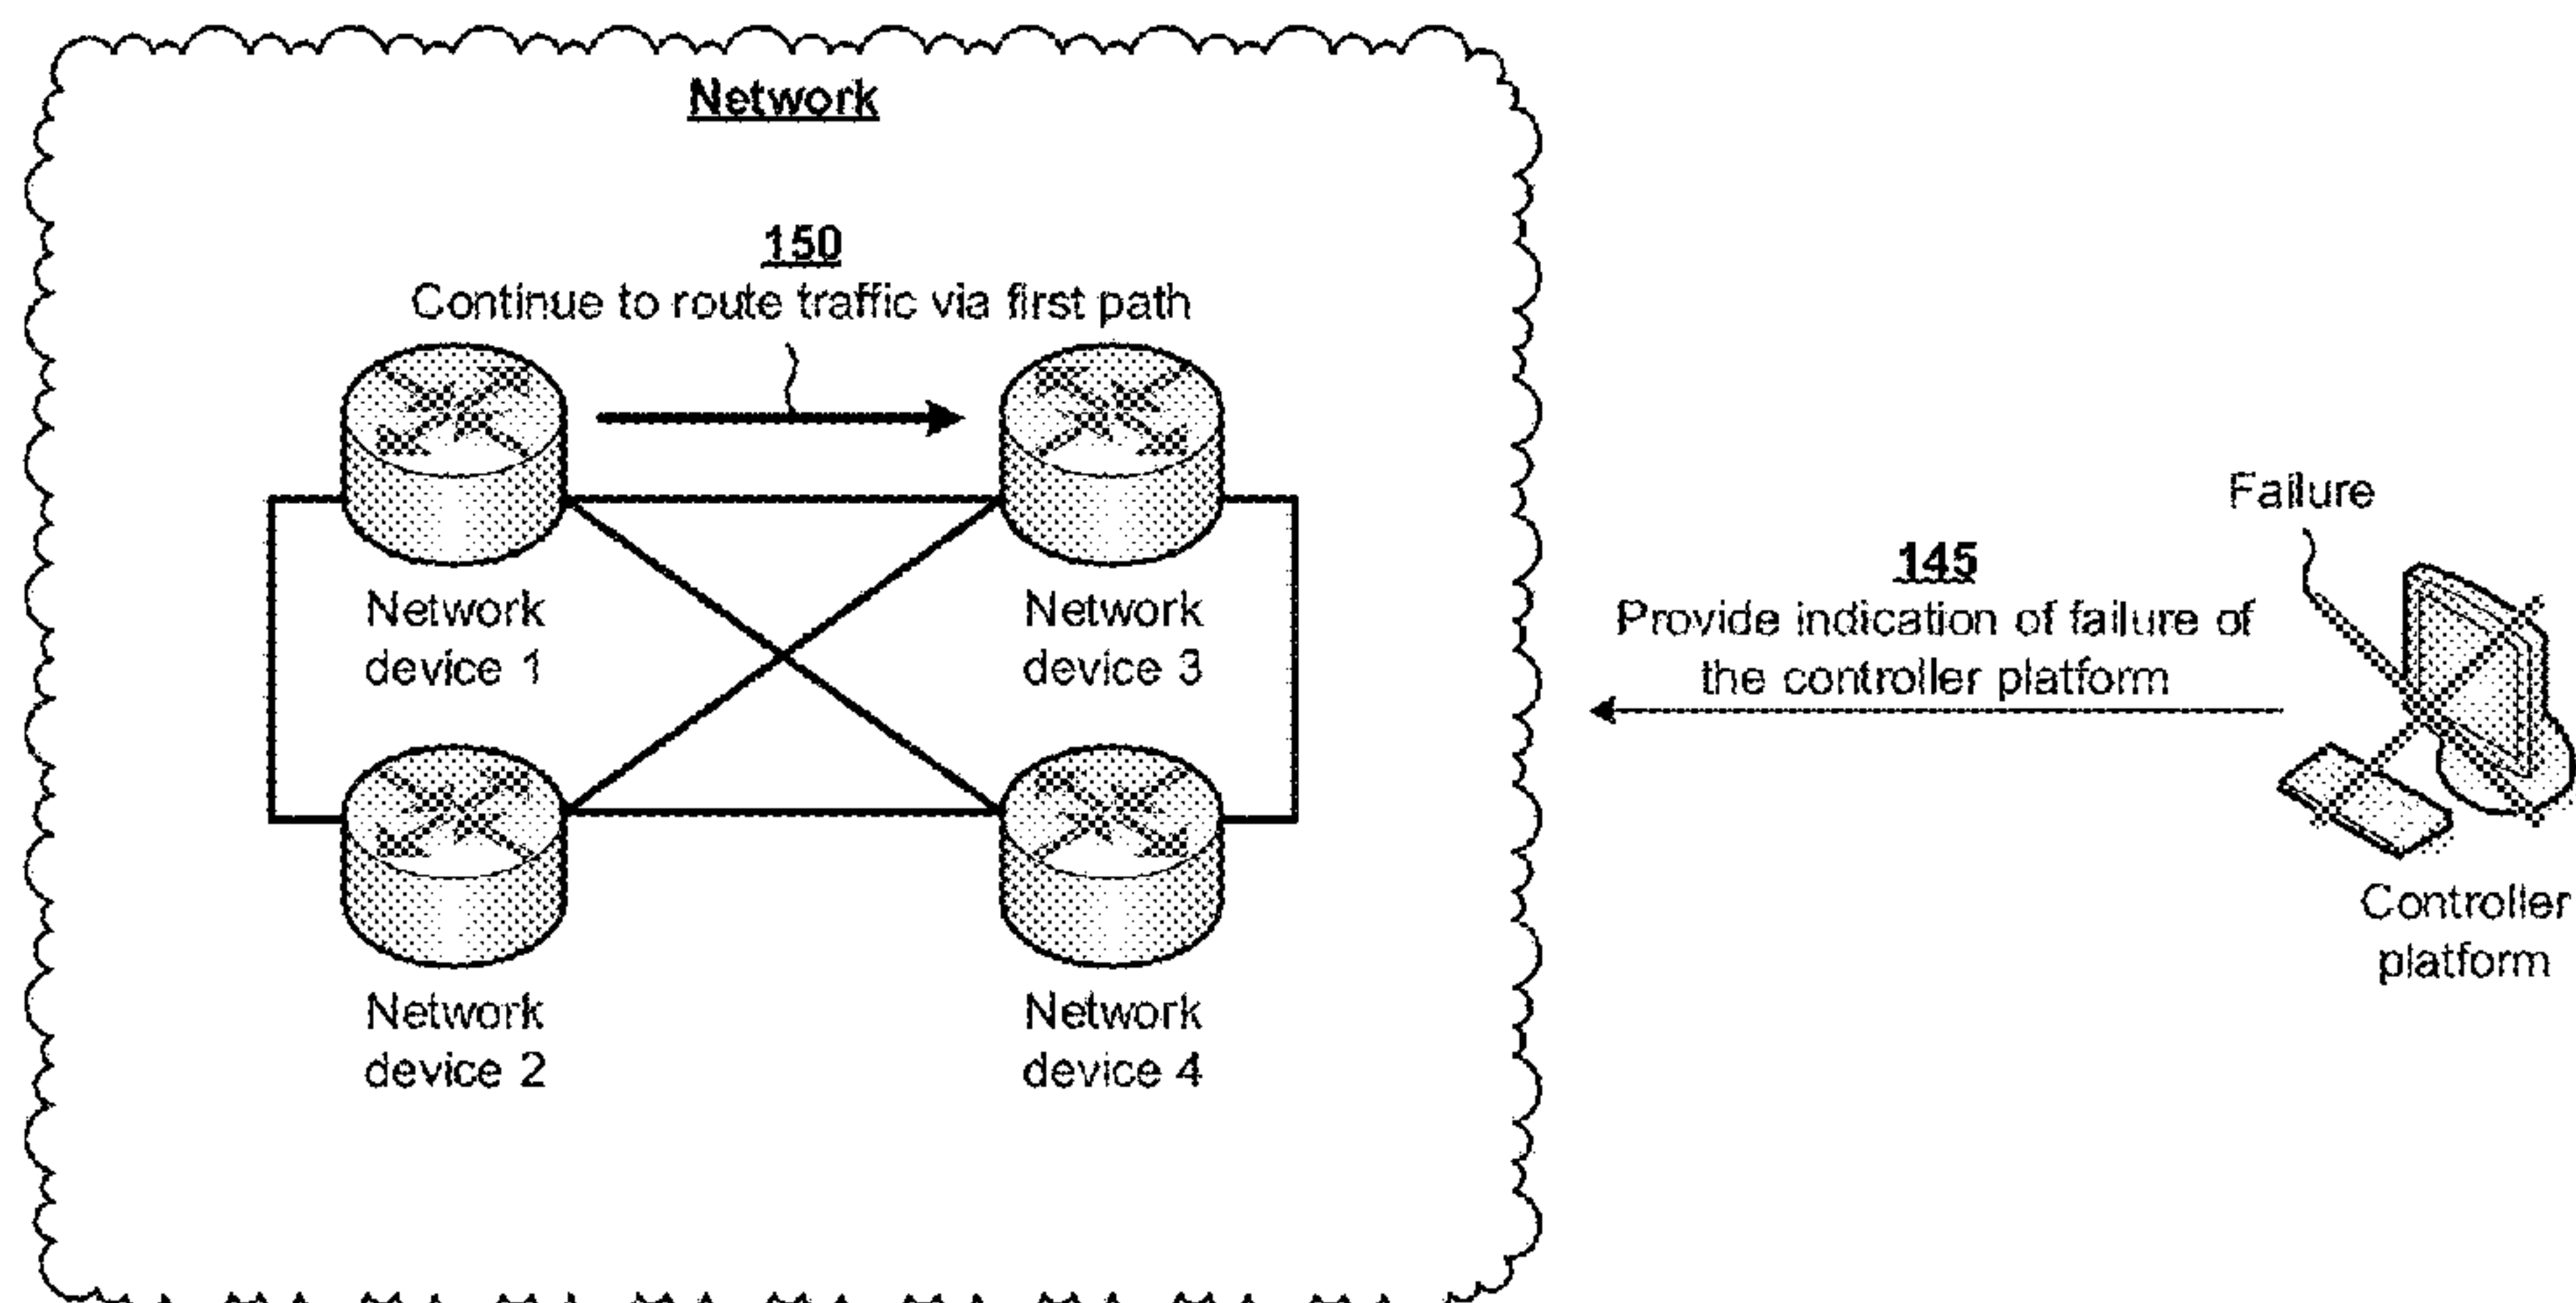 Network
150
Continue to route traffic via first path
Network
device 1
Network
device 3
Network
device 2
Network
device 4
145
Provide indication of failure of
the controller platform
Failure
Controller
platform